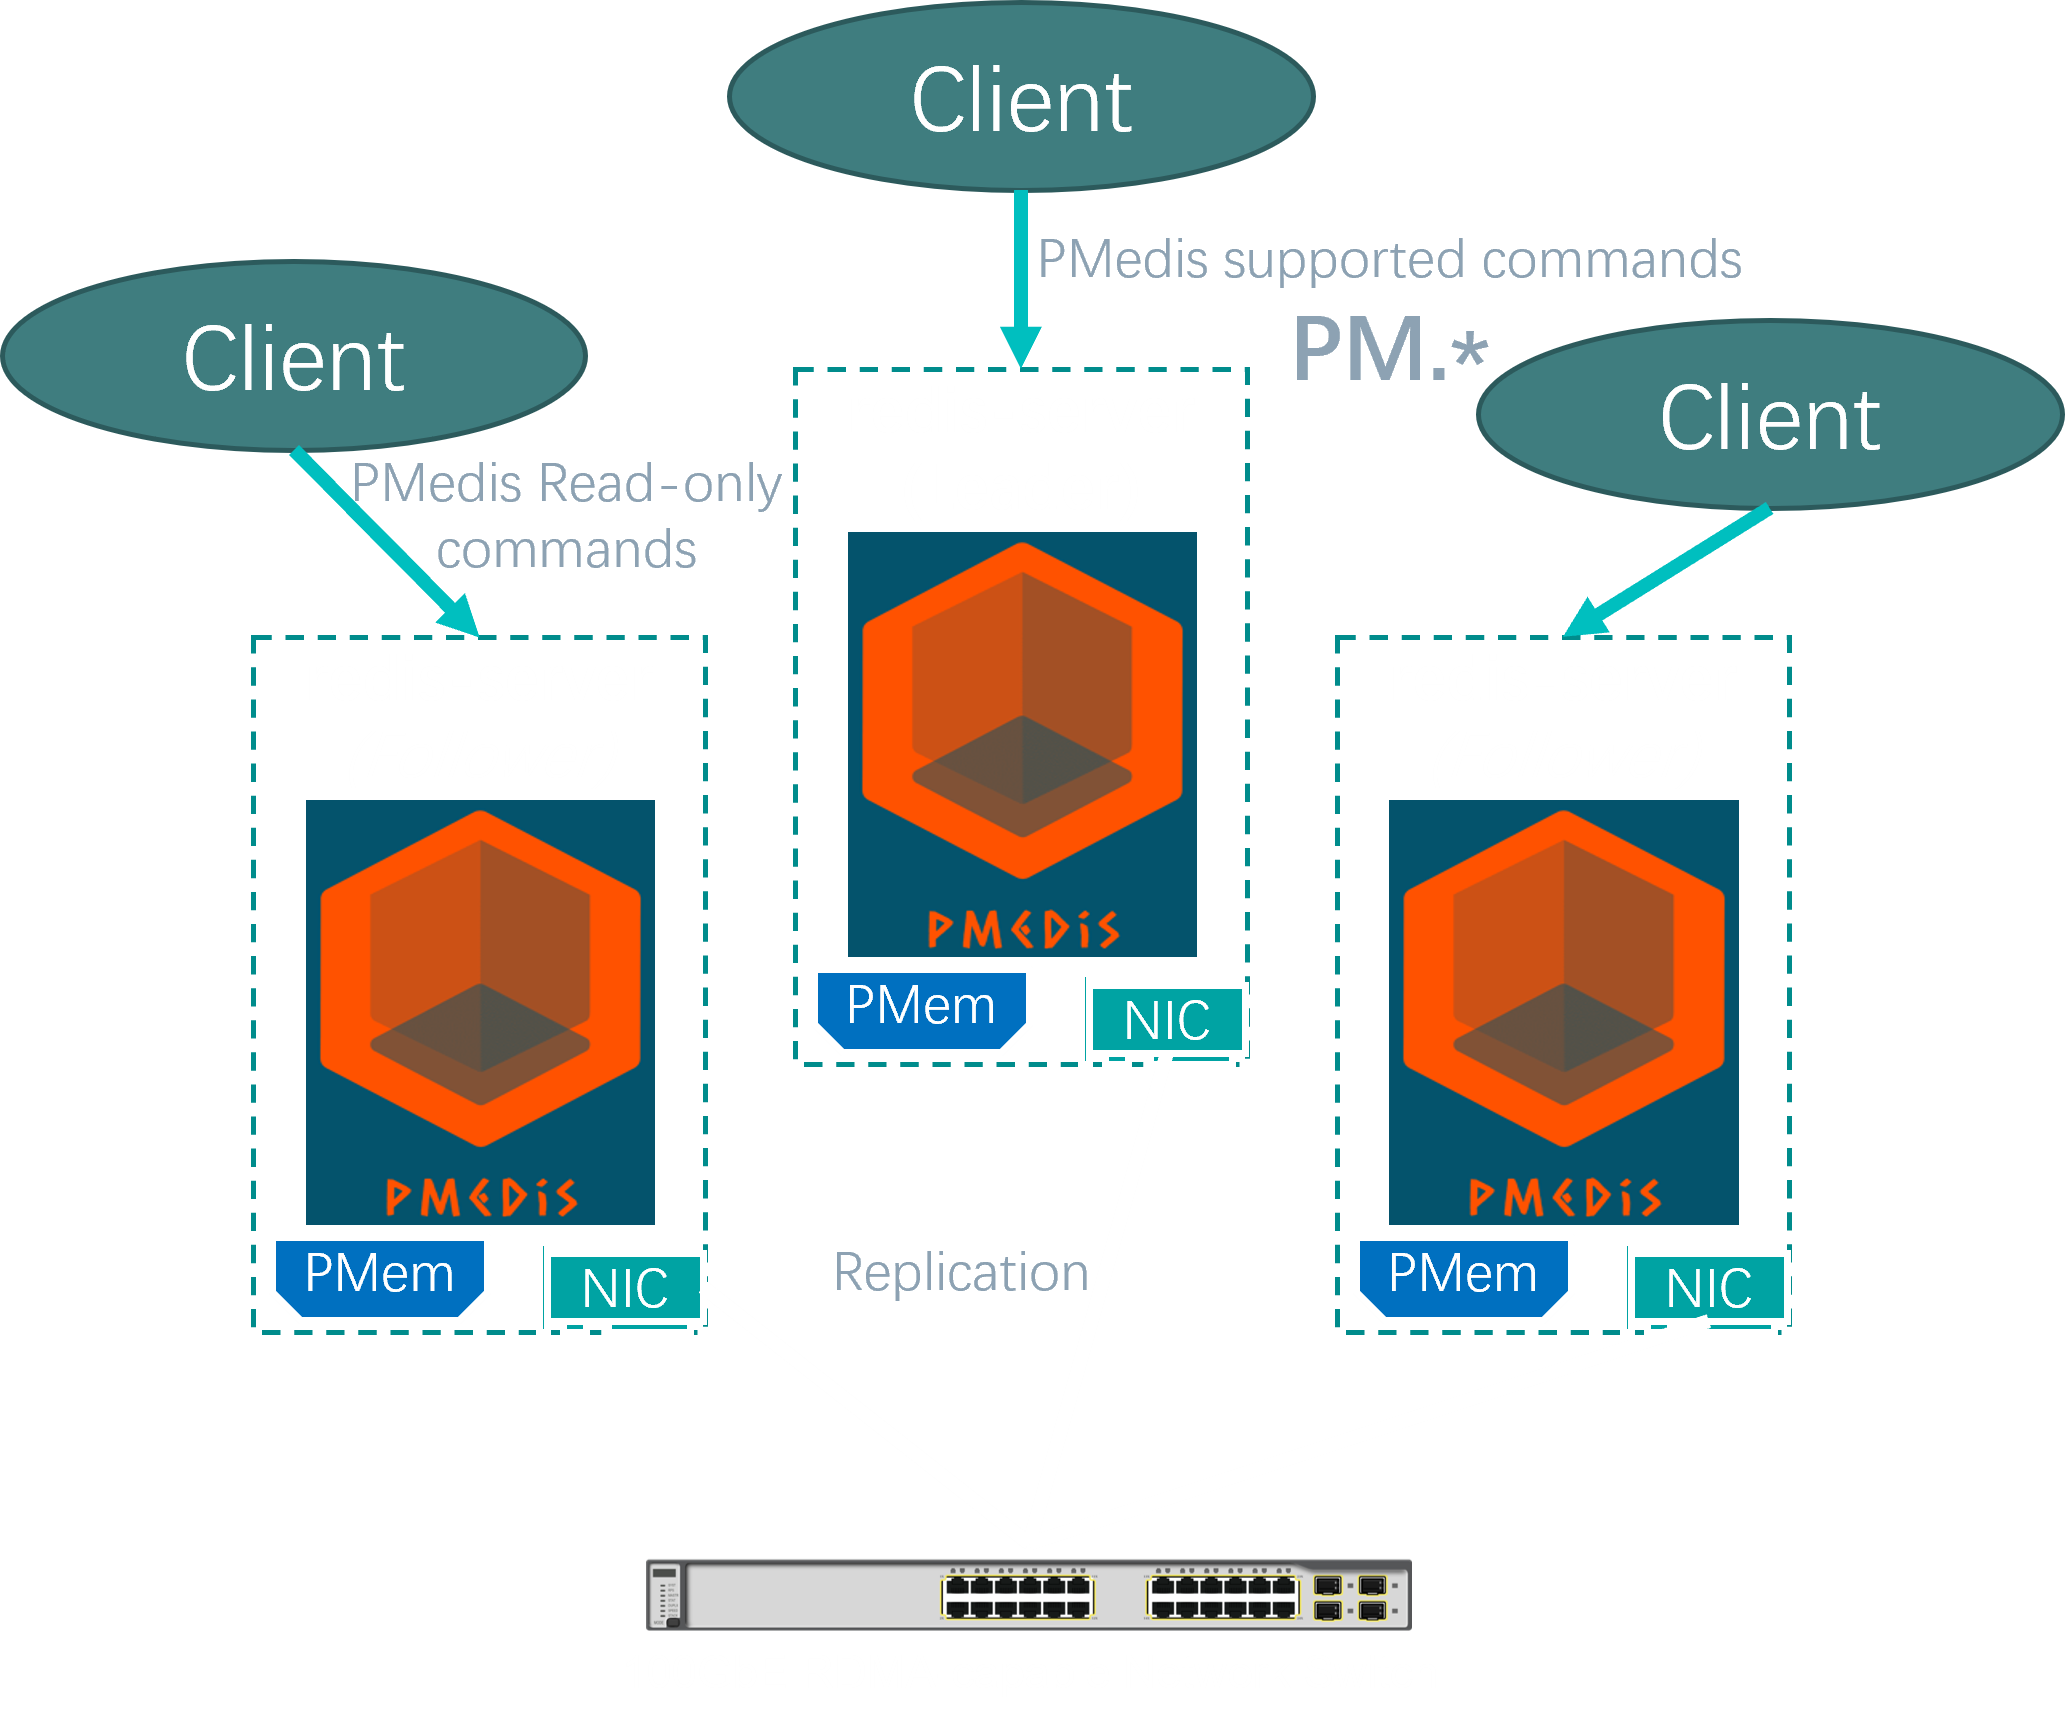 Client
PMedis supported commands
PM.*
Client
Client
PMedis Read-only
commands
PMEDiS
PMem
NIC
PMEDiS
PMem
NIC
Replication
PMEDiS
PMem
NIC